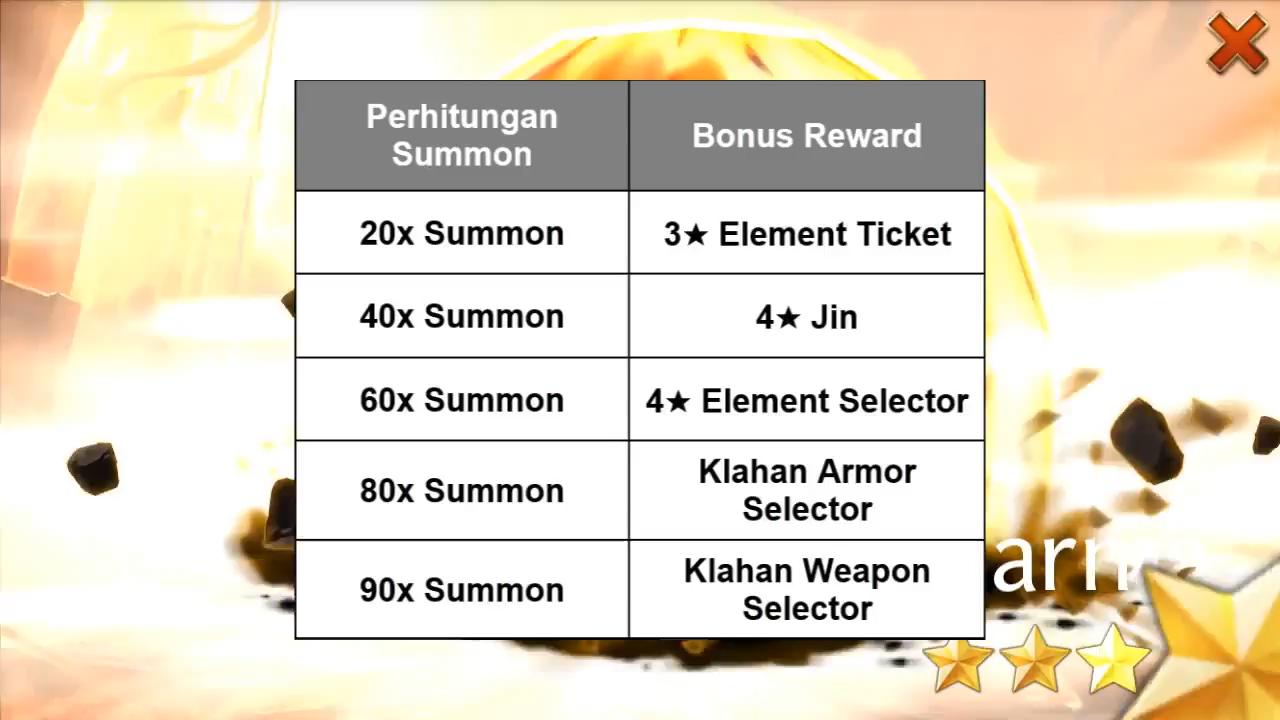 Perhitungan
Summon
Bonus Reward
20x Summon
3★ Element Ticket
40x Summon
4★ Jin
60x Summon
4★ Element Selector
80x Summon
Klahan Armor
Selector
90x Summon
Klahan Weapon
Selector